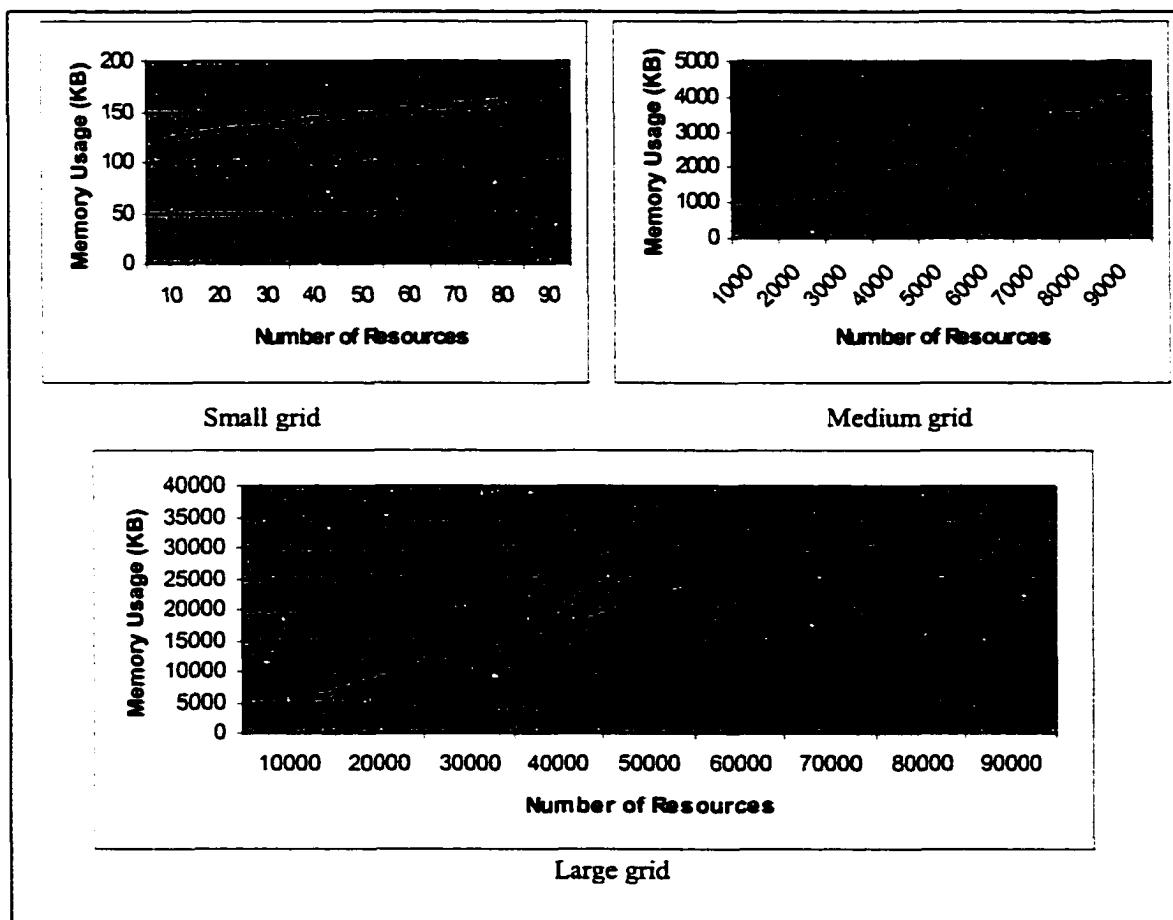 Memory Usage (KB)
200
150
100
50
0
10 20 30 40 50 60 70 80 90
Number of Resources
Small grid
Memory Usage (KB)
5000
4000
3000
2000
1000
0
1000 2000 3000 4000 5000 6000 7000 8000 9000
Number of Resources
Medium grid
Memory Usage (KB)
40000
35000
30000
25000
20000
15000
10000
5000
0
10000 20000 30000 40000 50000 60000 70000 80000 90000
Number of Resources
Large grid